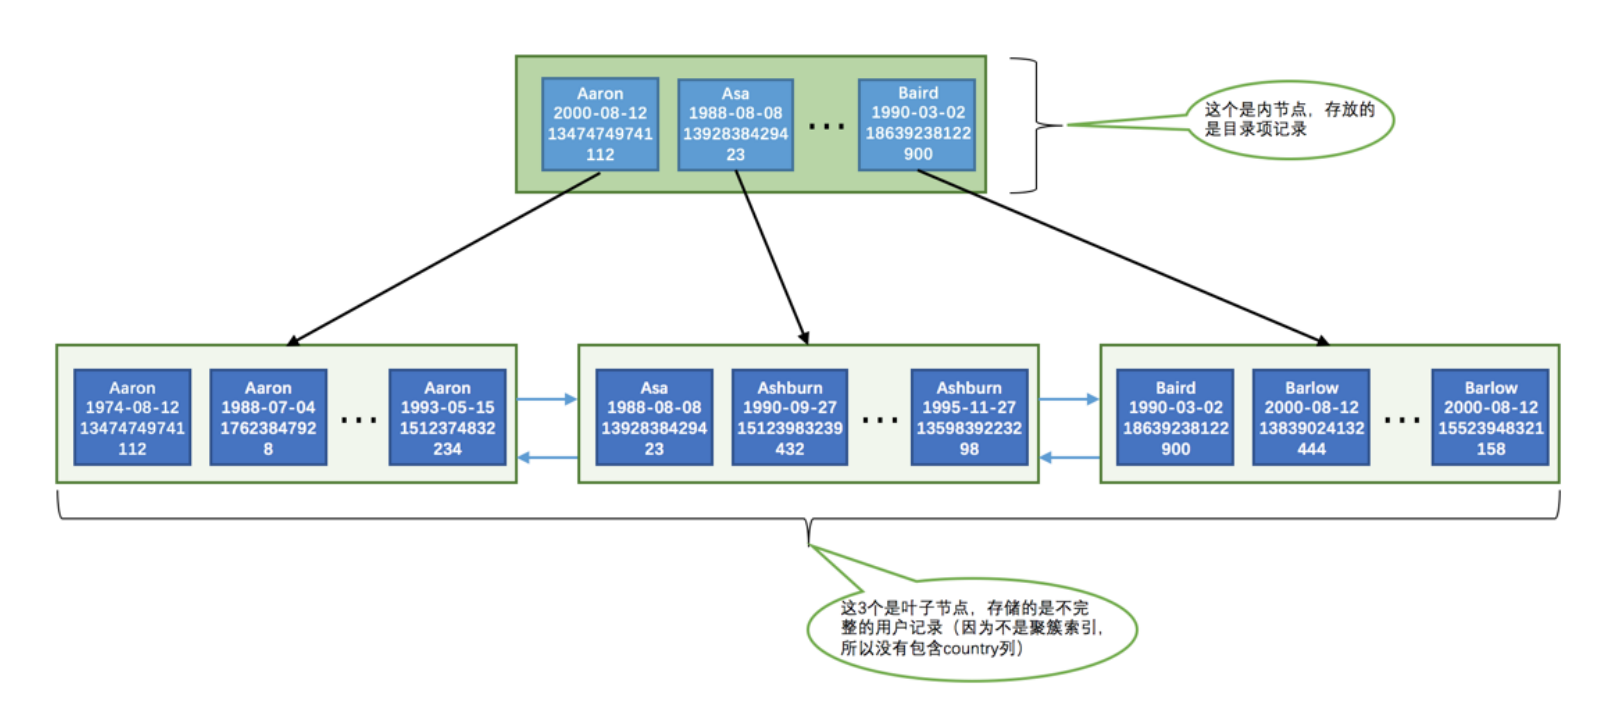 Aaron
2000-08-12
13474749741
112
Asa
1988-08-08
13928384294
23
...
Baird
1990-03-02
18639238122
900
这个是内节点，存放的
是目录项记录
Aaron
1974-08-12
13474749741
112
Aaron
1988-07-04
1762384792
8
...
Aaron
1993-05-15
1512374832
234
Asa
1988-08-08
13928384294
23
Ashburn
1990-09-27
15123983239
432
...
Ashburn
1995-11-27
13598392232
98
Baird
1990-03-02
18639238122
900
Barlow
2000-08-12
13839024132
444
...
Barlow
2000-08-12
15523948321
158
这3个是叶子节点，存储的是不完
整的用户记录（因为不是聚簇索引，
所以没有包含country列）